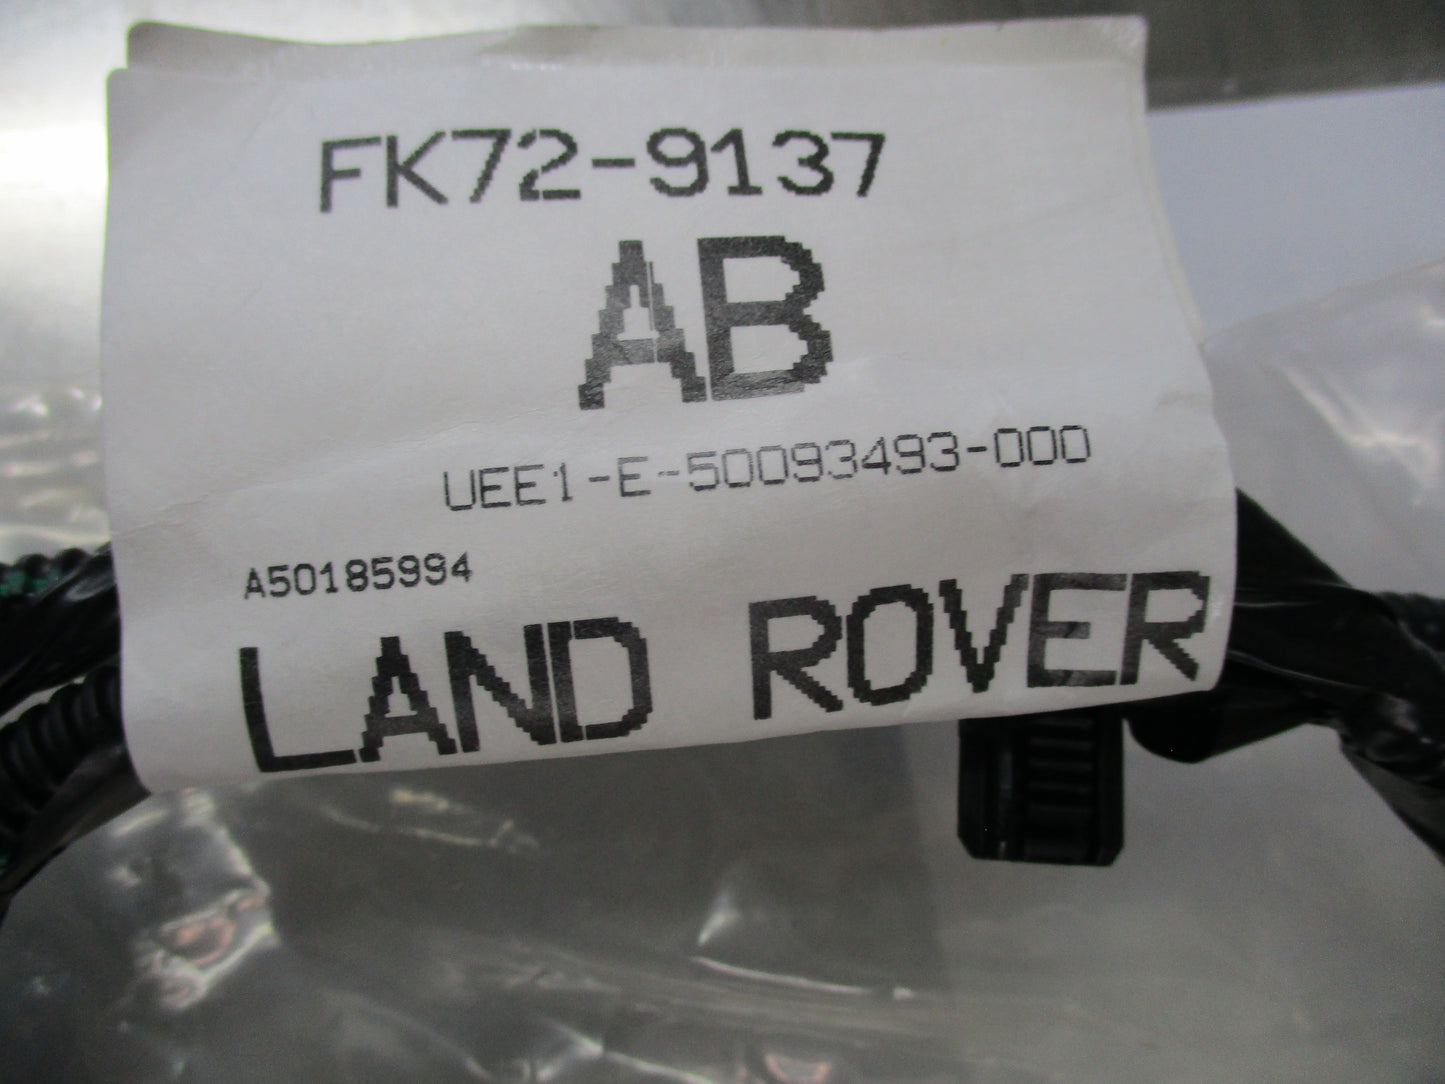 FK72-9137
AB
UEE1-E-50093493-000
A50185994
LAND ROVER